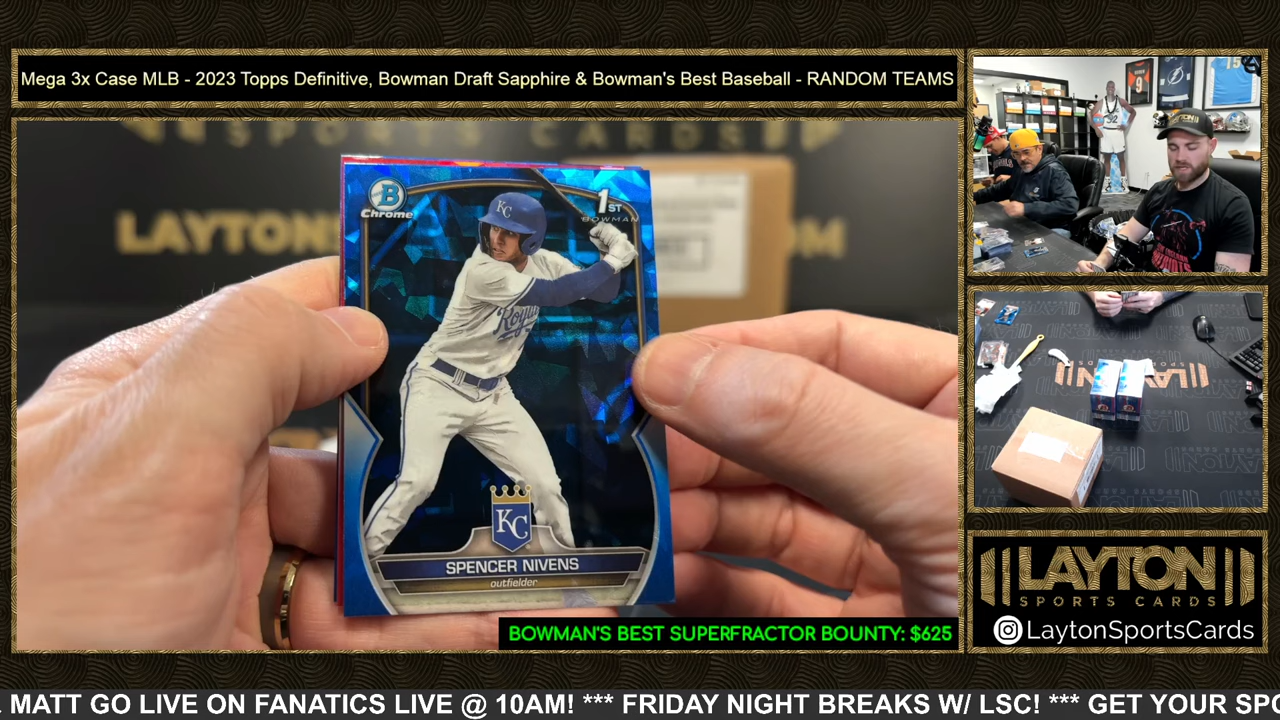 Mega 3x Case MLB - 2023 Topps Definitive, Bowman Draft Sapphire & Bowman's Best Baseball - RANDOM TEAMS
LAYTON
B
Chrome
1ST
BOWMAN
KC
Royals
KC
SPENCER NIVENS
outfielder
BOWMAN'S BEST SUPERFRACTOR BOUNTY: $625
LAYTON
LAYTON
SPORTS CARDS
LaytonSportsCards
MATT GO LIVE ON FANATICS LIVE @ 10AM! *** FRIDAY NIGHT BREAKS W/ LSC! *** GET YOUR